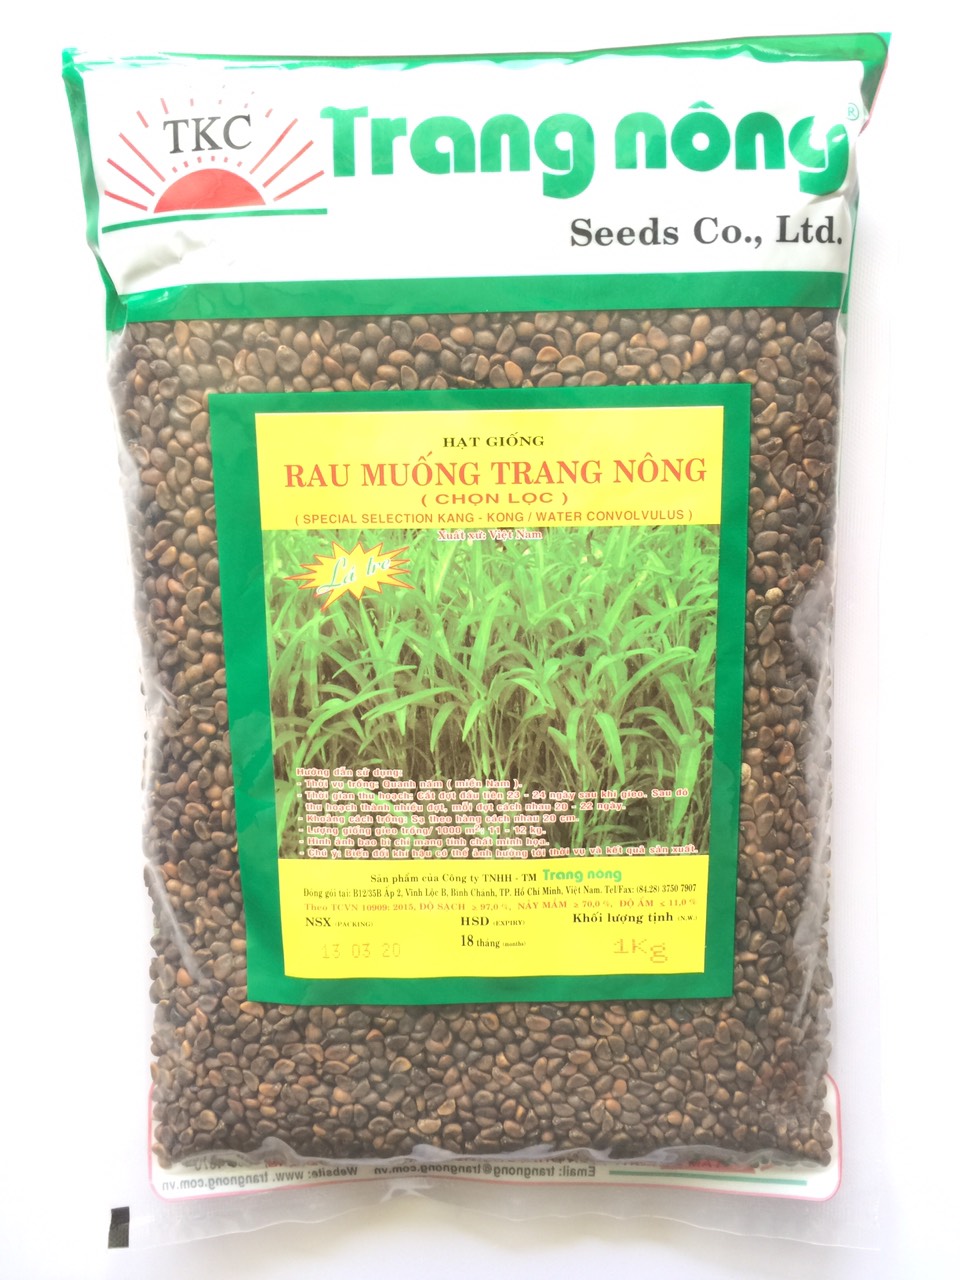 TKC
Trang nông®
Seeds Co., Ltd.
HẠT GIỐNG
RAU MUỐNG TRANG NÔNG
( CHỌN LỌC )
( SPECIAL SELECTION KANG - KONG / WATER CONVOLVULUS )
Xuất xứ: Việt Nam
Lá tre
Hướng dẫn sử dụng:
- Thời vụ trồng: Quanh năm ( miền Nam ).
- Thời gian thu hoạch: Cắt đợt đầu tiên 23 - 24 ngày sau khi gieo. Sau đó
thu hoạch thành nhiều đợt, mỗi đợt cách nhau 20 - 22 ngày.
- Khoảng cách trồng: Sạ theo hàng cách nhau 20 cm.
- Lượng giống gieo trồng/ 1000 m²: 11 - 12 kg.
- Hình ảnh bao bì chỉ mang tính chất minh họa.
- Chú ý: Biến đổi khí hậu có thể ảnh hưởng tới thời vụ và kết quả sản xuất.
Sản phẩm của Công ty TNHH - TM Trang nông
Đóng gói tại: B12/35B Ấp 2, Vĩnh Lộc B, Bình Chánh, TP. Hồ Chí Minh, Việt Nam. Tel/Fax: (84.28) 3750 7907
Theo TCVN 10909: 2015, ĐỘ SẠCH ≥ 97,0 %, NẢY MẦM ≥ 70,0 %, ĐỘ ẨM ≤ 11,0 %
NSX (PACKING) HSD (EXPIRY) Khối lượng tịnh (N.W.)
13 03 20 18 tháng (months) 1Kg
Email: trangnong@trangnong.com.vn Website: www.trangnong.com.vn